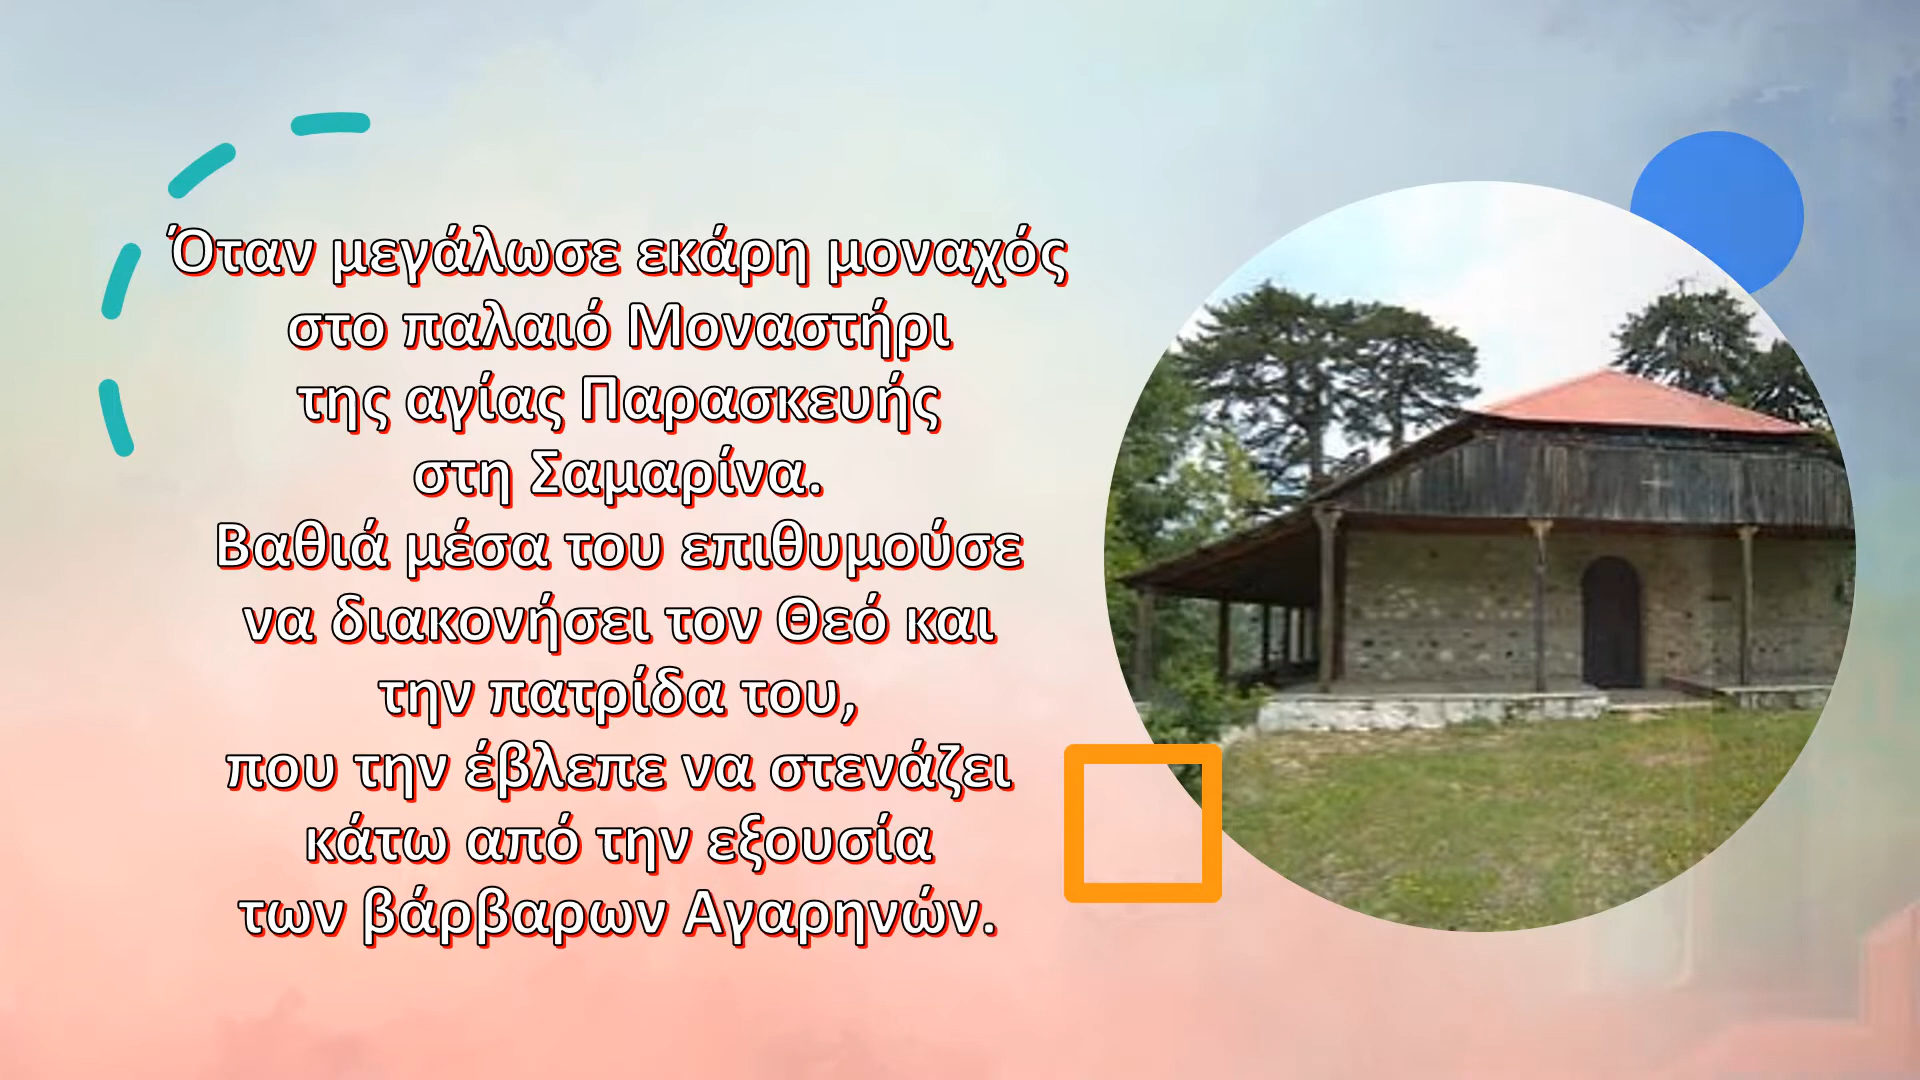 Όταν μεγάλωσε εκάρη μοναχός
στο παλαιό Μοναστήρι
της αγίας Παρασκευής
στη Σαμαρίνα.
Βαθιά μέσα του επιθυμούσε
να διακονήσει τον Θεό και
την πατρίδα του,
που την έβλεπε να στενάζει
κάτω από την εξουσία
των βάρβαρων Αγαρηνών.